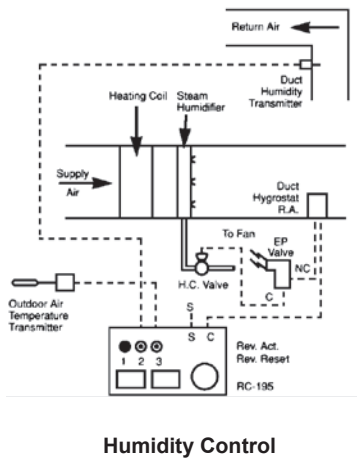 Return Air
Duct
Humidity
Transmitter
Heating Coil
Steam
Humidifier
Supply
Air
Duct
Hygrostat
R.A.
To Fan
EP
Valve
NC
C
H.C. Valve
Outdoor Air
Temperature
Transmitter
S
S C
1 2 3
Rev. Act.
Rev. Reset
RC-195
Humidity Control